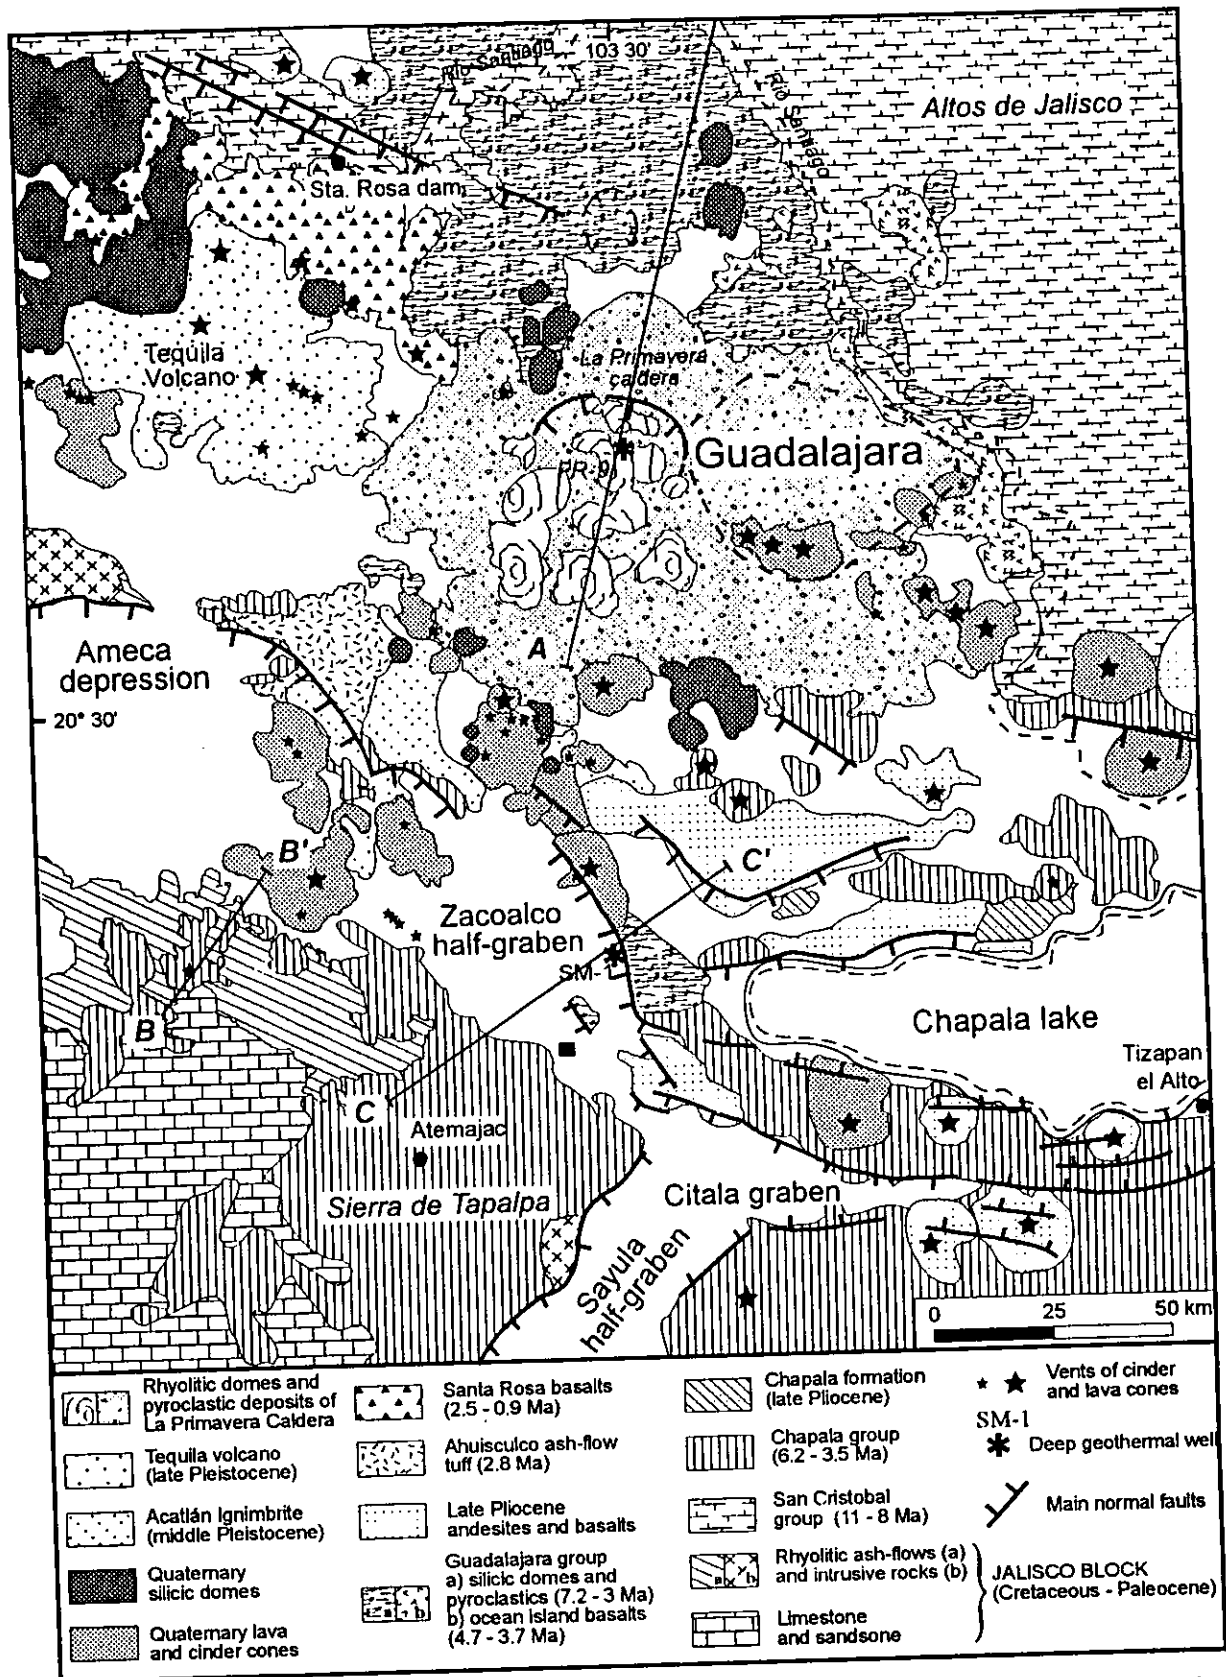 103 30'
Río Santiago
Río Santiago
Altos de Jalisco
Sta. Rosa dam
Tequila
Volcano
La Primavera
caldera
Guadalajara
PR-9
A
Ameca
depression
20° 30'
B'
C'
Zacoalco
half-graben
SM-1
B
Chapala lake
Tizapan
el Alto
C
Atemajac
Sierra de Tapalpa
Citala graben
Sayula
half-graben
0 25 50 km
Rhyolitic domes and
pyroclastic deposits of
La Primavera Caldera
Tequila volcano
(late Pleistocene)
Acatlán Ignimbrite
(middle Pleistocene)
Quaternary
silicic domes
Quaternary lava
and cinder cones
Santa Rosa basalts
(2.5 - 0.9 Ma)
Ahuisculco ash-flow
tuff (2.8 Ma)
Late Pliocene
andesites and basalts
a b
Guadalajara group
a) silicic domes and
pyroclastics (7.2 - 3 Ma)
b) ocean island basalts
(4.7 - 3.7 Ma)
Chapala formation
(late Pliocene)
Chapala group
(6.2 - 3.5 Ma)
San Cristobal
group (11 - 8 Ma)
a b
Rhyolitic ash-flows (a)
and intrusive rocks (b)
Limestone
and sandsone
JALISCO BLOCK
(Cretaceous - Paleocene)
Vents of cinder
and lava cones
SM-1
Deep geothermal well
Main normal faults